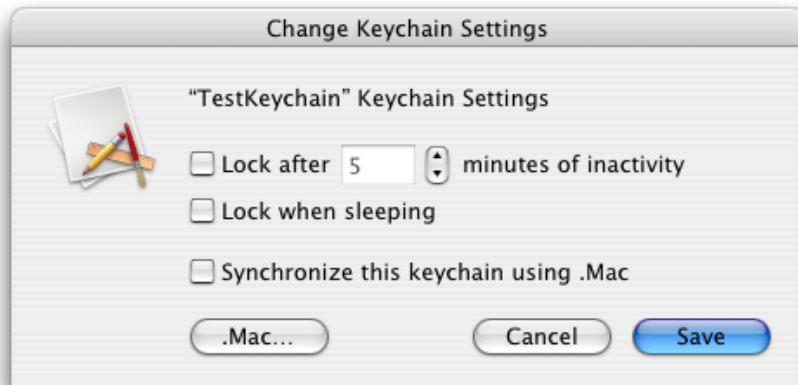 Change Keychain Settings
“TestKeychain” Keychain Settings
Lock after 5 minutes of inactivity
Lock when sleeping
Synchronize this keychain using .Mac
.Mac... Cancel Save